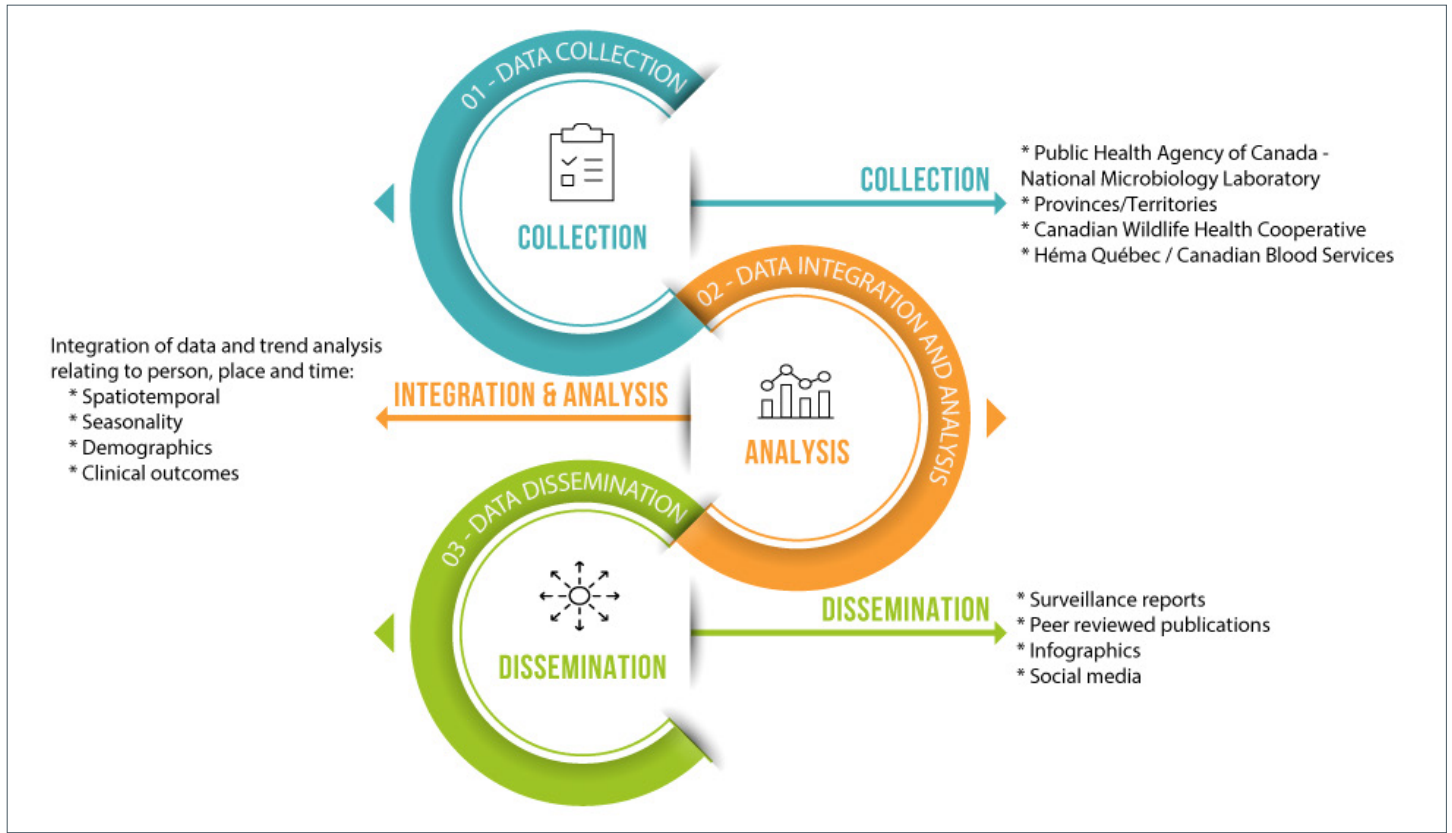 01 - DATA COLLECTION
COLLECTION
COLLECTION
* Public Health Agency of Canada -
National Microbiology Laboratory
* Provinces/Territories
* Canadian Wildlife Health Cooperative
* Héma Québec / Canadian Blood Services
02 - DATA INTEGRATION AND ANALYSIS
Integration of data and trend analysis
relating to person, place and time:
* Spatiotemporal
* Seasonality
* Demographics
* Clinical outcomes
INTEGRATION & ANALYSIS
ANALYSIS
03 - DATA DISSEMINATION
DISSEMINATION
DISSEMINATION
* Surveillance reports
* Peer reviewed publications
* Infographics
* Social media